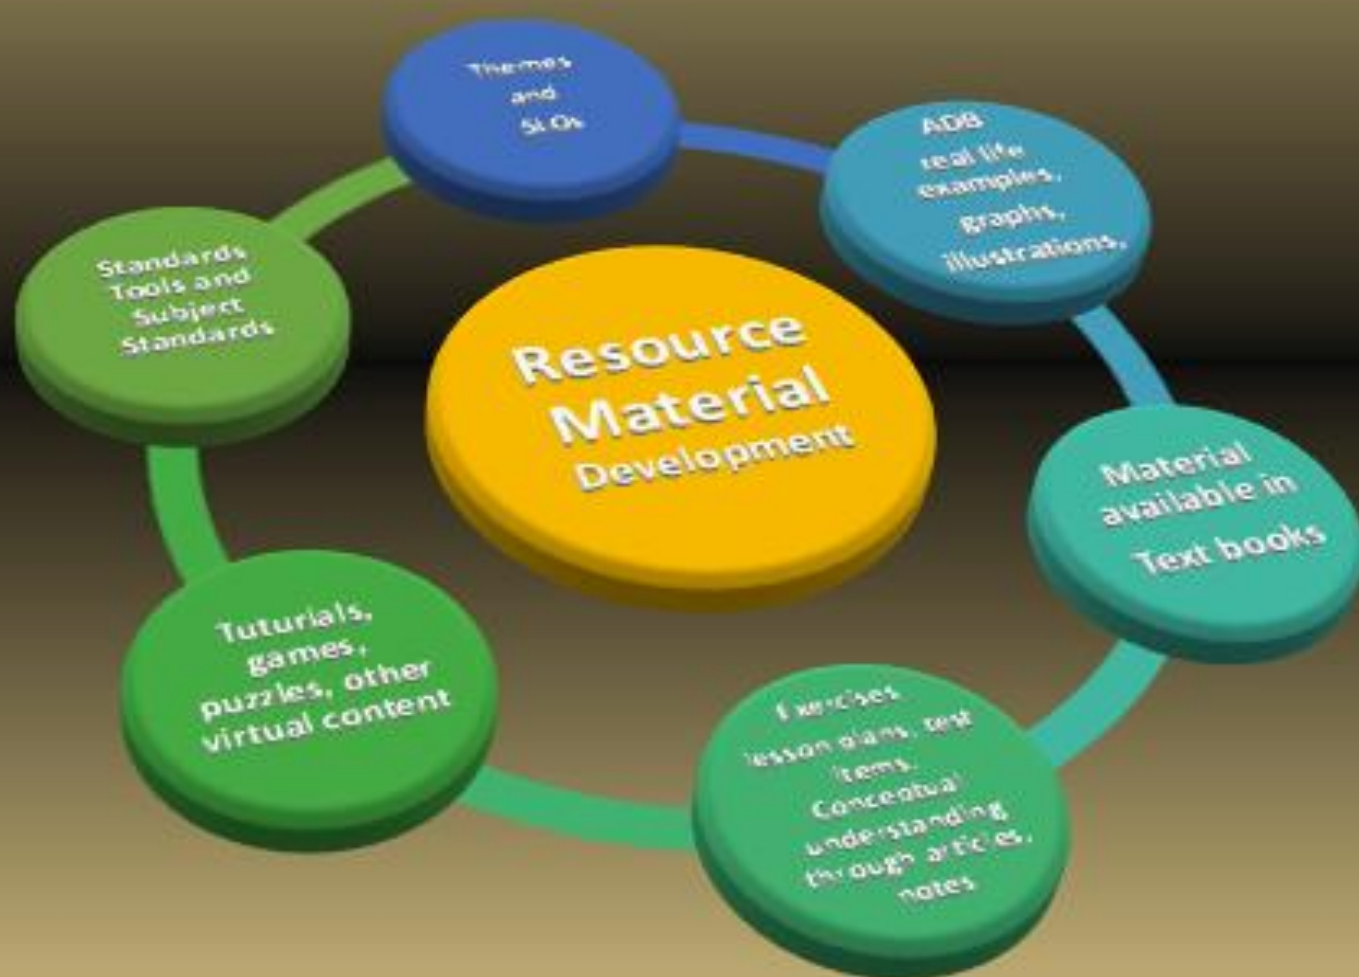 Themes
and
SLOs
ADB
real life
examples,
graphs,
illustrations,
Material
available in
Text books
Exercises
lesson plans, test
items,
Conceptual
understanding
through articles,
notes
Tuturials,
games,
puzzles, other
virtual content
Standards
Tools and
Subject
Standards
Resource
Material
Development